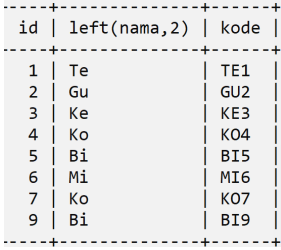 -----+--------------+------+
id | left(nama,2) | kode |
-----+--------------+------+
1 | Te | TE1 |
2 | Gu | GU2 |
3 | Ke | KE3 |
4 | Ko | KO4 |
5 | Bi | BI5 |
6 | Mi | MI6 |
7 | Ko | KO7 |
9 | Bi | BI9 |
-----+--------------+------+